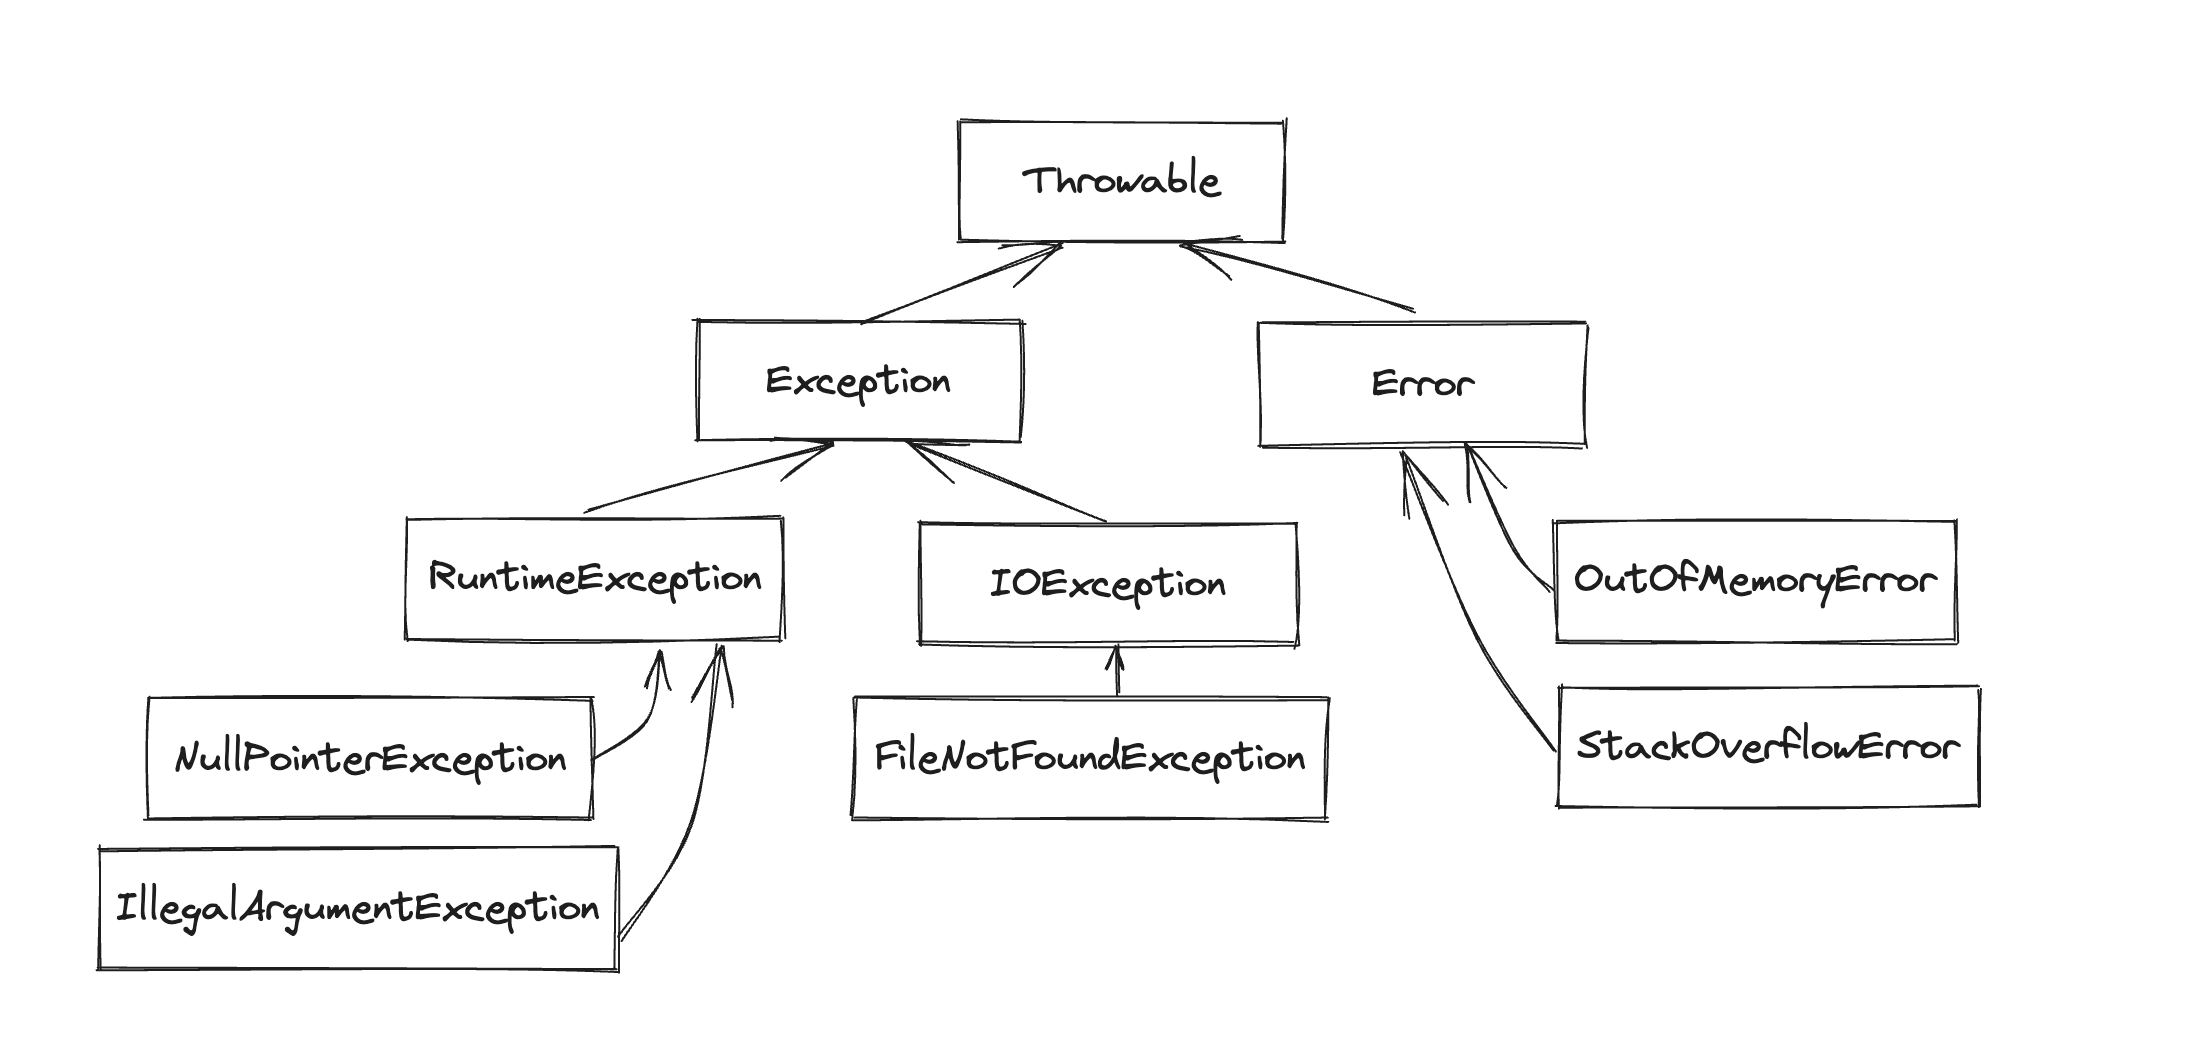 Throwable
Exception
Error
RuntimeException
IOException
OutOfMemoryError
NullPointerException
FileNotFoundException
StackOverflowError
IllegalArgumentException